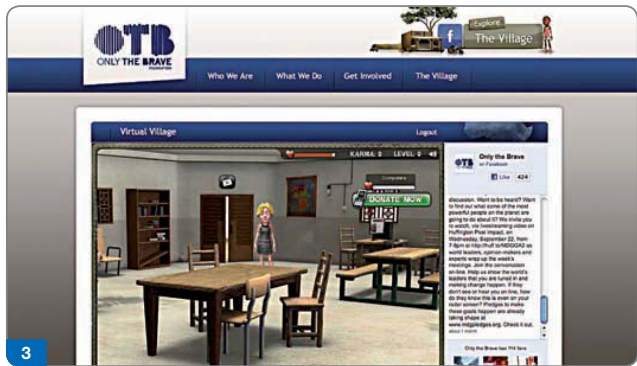 OTB
ONLY THE BRAVE
FOUNDATION
Explore
f The Village
Who We Are What We Do Get Involved The Village
Virtual Village Logout
KARMA: 0 LEVEL: 0
Computers
DONATE NOW
OTB
Only the Brave
on Facebook
Like 424
discussion. Want to be heard? Want
to find out what some of the most
powerful people on the planet are
going to do about it? We invite you
to watch, via livestreaming video on
Huffington Post Impact, on
Wednesday, September 22, from
world leaders, opinion-makers and
experts wrap up the week's
meetings. Join the conversation
on-line. Help us show the world's
leaders that you are tuned in and
making change happen. If they
don't see or hear you on line, how
do they know this is even on your
radar screen? Pledges to make
these goals happen are already
taking shape at
www.mdgpledges.org. Check it out.
Only the Brave has 114 fans
3